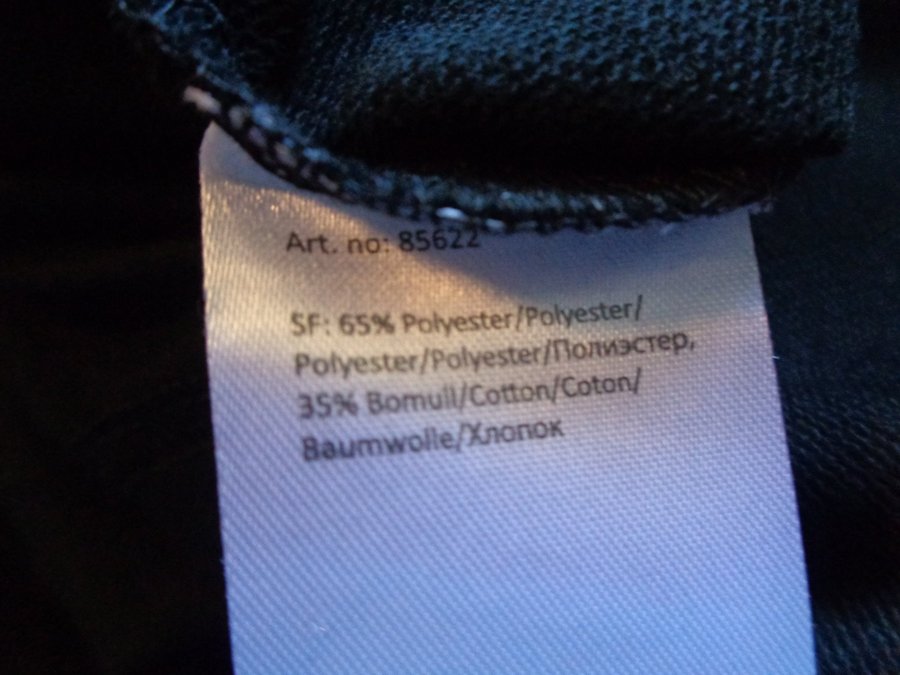 Art. no: 85622
SF: 65% Polyester/Polyester/
Polyester/Polyester/Полиэстер,
35% Bomull/Cotton/Coton/
Baumwolle/Хлопок